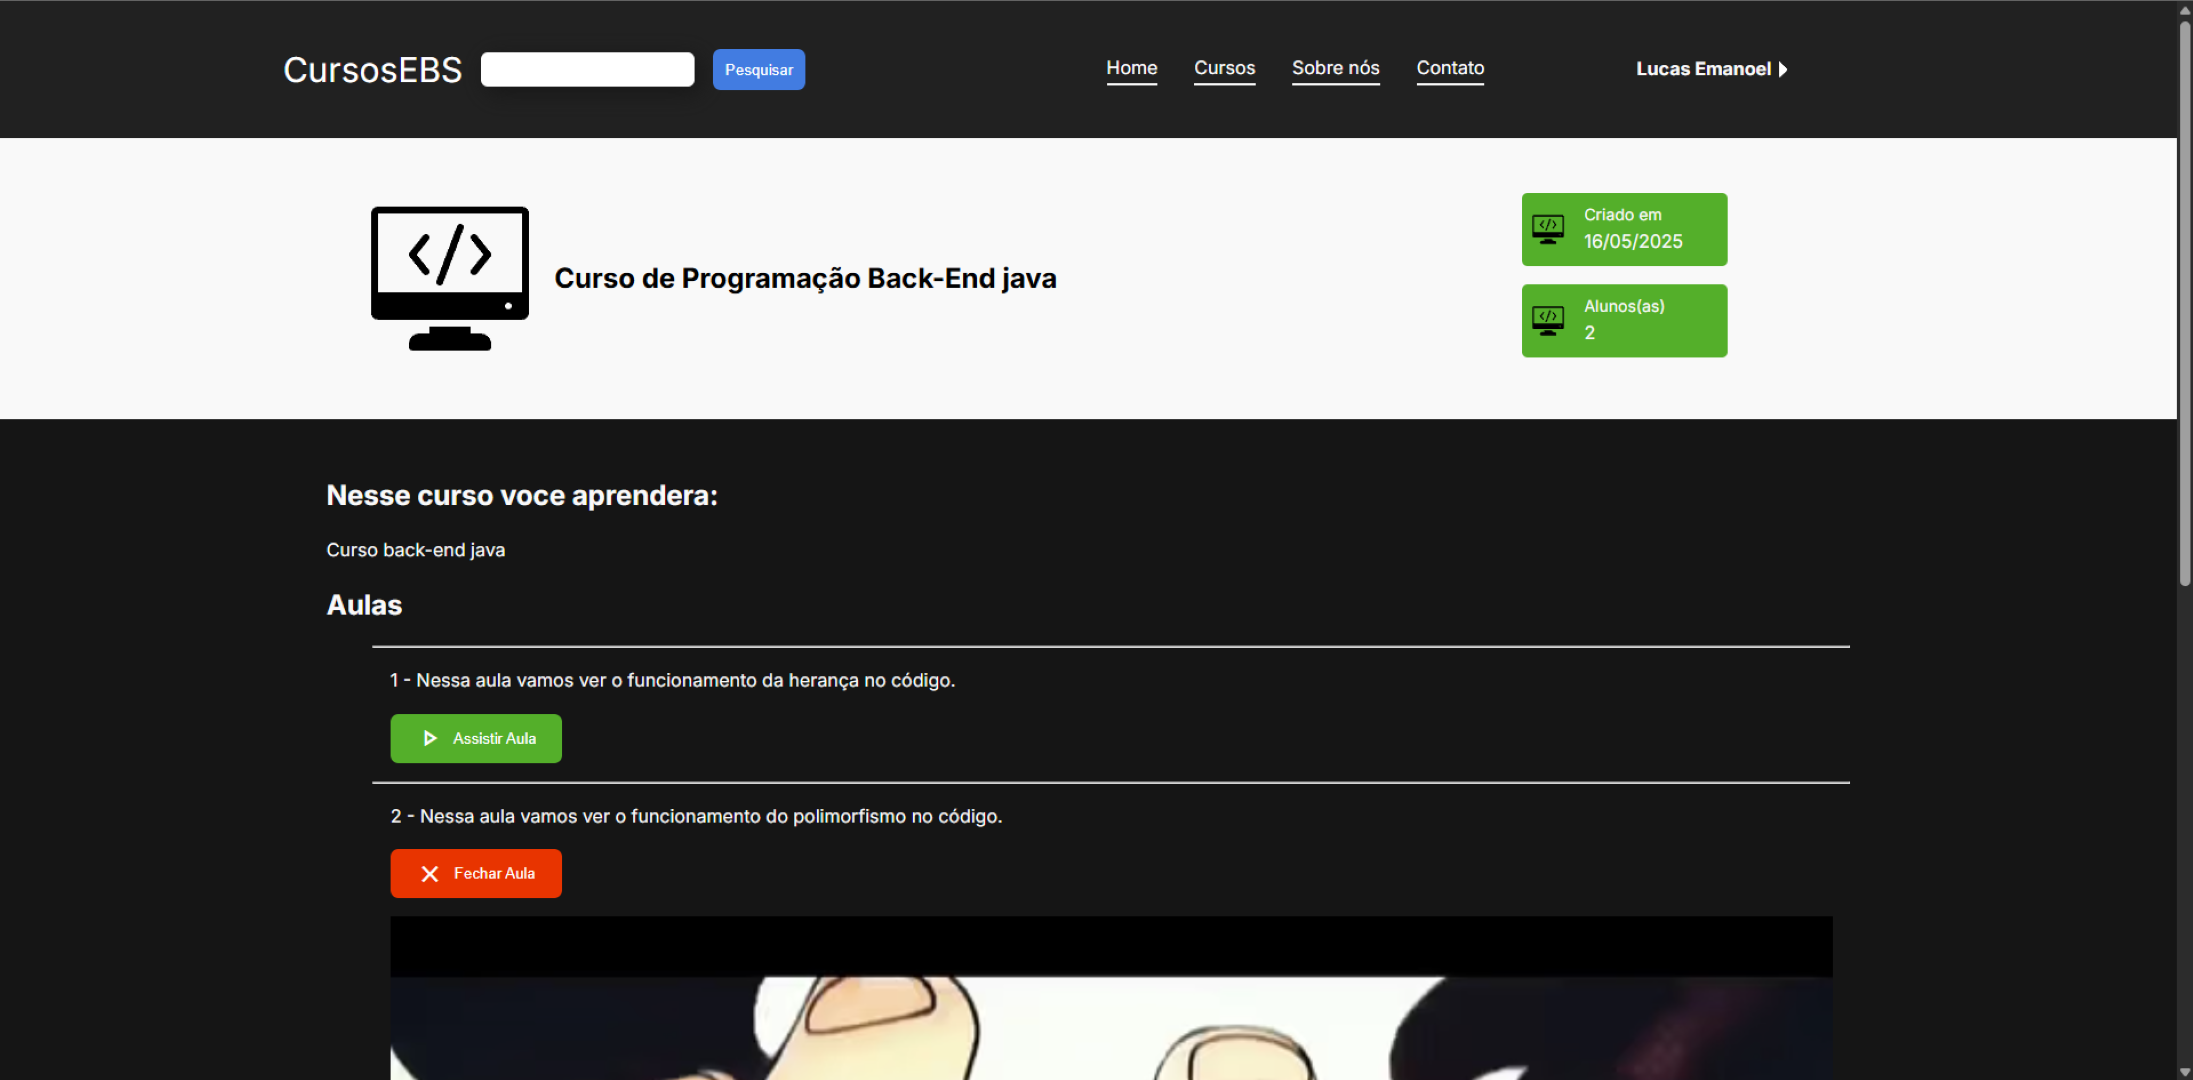 CursosEBS
Pesquisar
Home
Cursos
Sobre nós
Contato
Lucas Emanoel
Curso de Programação Back-End java
Criado em
16/05/2025
Alunos(as)
2
Nesse curso voce aprendera:
Curso back-end java
Aulas
1 - Nessa aula vamos ver o funcionamento da herança no código.
Assistir Aula
2 - Nessa aula vamos ver o funcionamento do polimorfismo no código.
Fechar Aula